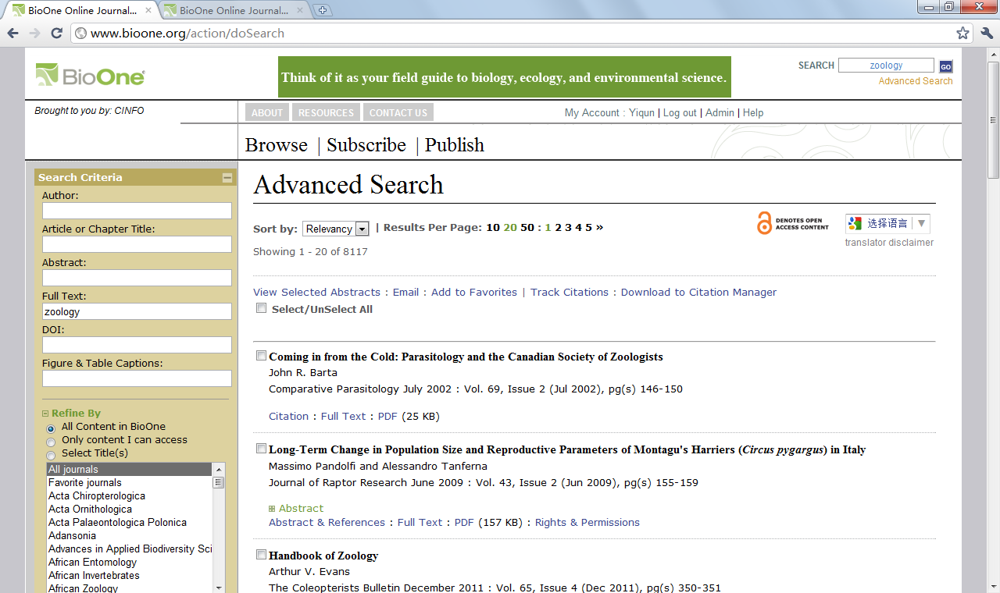 BioOne Online Journal...
BioOne Online Journal...
www.bioone.org/action/doSearch
BioOne
Think of it as your field guide to biology, ecology, and environmental science.
SEARCH zoology GO
Advanced Search
Brought to you by: CINFO
ABOUT RESOURCES CONTACT US
My Account : Yiqun | Log out | Admin | Help
Browse | Subscribe | Publish
Search Criteria
Author:
Article or Chapter Title:
Abstract:
Full Text:
zoology
DOI:
Figure & Table Captions:
Refine By
All Content in BioOne
Only content I can access
Select Title(s)
All journals
Favorite journals
Acta Chiropterologica
Acta Ornithologica
Acta Palaeontologica Polonica
Adansonia
Advances in Applied Biodiversity Sci
African Entomology
African Invertebrates
African Zoology
Advanced Search
Sort by: Relevancy | Results Per Page: 10 20 50 : 1 2 3 4 5 »
DENOTES OPEN
ACCESS CONTENT
选择语言
translator disclaimer
Showing 1 - 20 of 8117
View Selected Abstracts : Email : Add to Favorites | Track Citations : Download to Citation Manager
Select/UnSelect All
Coming in from the Cold: Parasitology and the Canadian Society of Zoologists
John R. Barta
Comparative Parasitology July 2002 : Vol. 69, Issue 2 (Jul 2002), pg(s) 146-150
Citation : Full Text : PDF (25 KB)
Long-Term Change in Population Size and Reproductive Parameters of Montagu's Harriers (Circus pygargus) in Italy
Massimo Pandolfi and Alessandro Tanferna
Journal of Raptor Research June 2009 : Vol. 43, Issue 2 (Jun 2009), pg(s) 155-159
Abstract
Abstract & References : Full Text : PDF (157 KB) : Rights & Permissions
Handbook of Zoology
Arthur V. Evans
The Coleopterists Bulletin December 2011 : Vol. 65, Issue 4 (Dec 2011), pg(s) 350-351